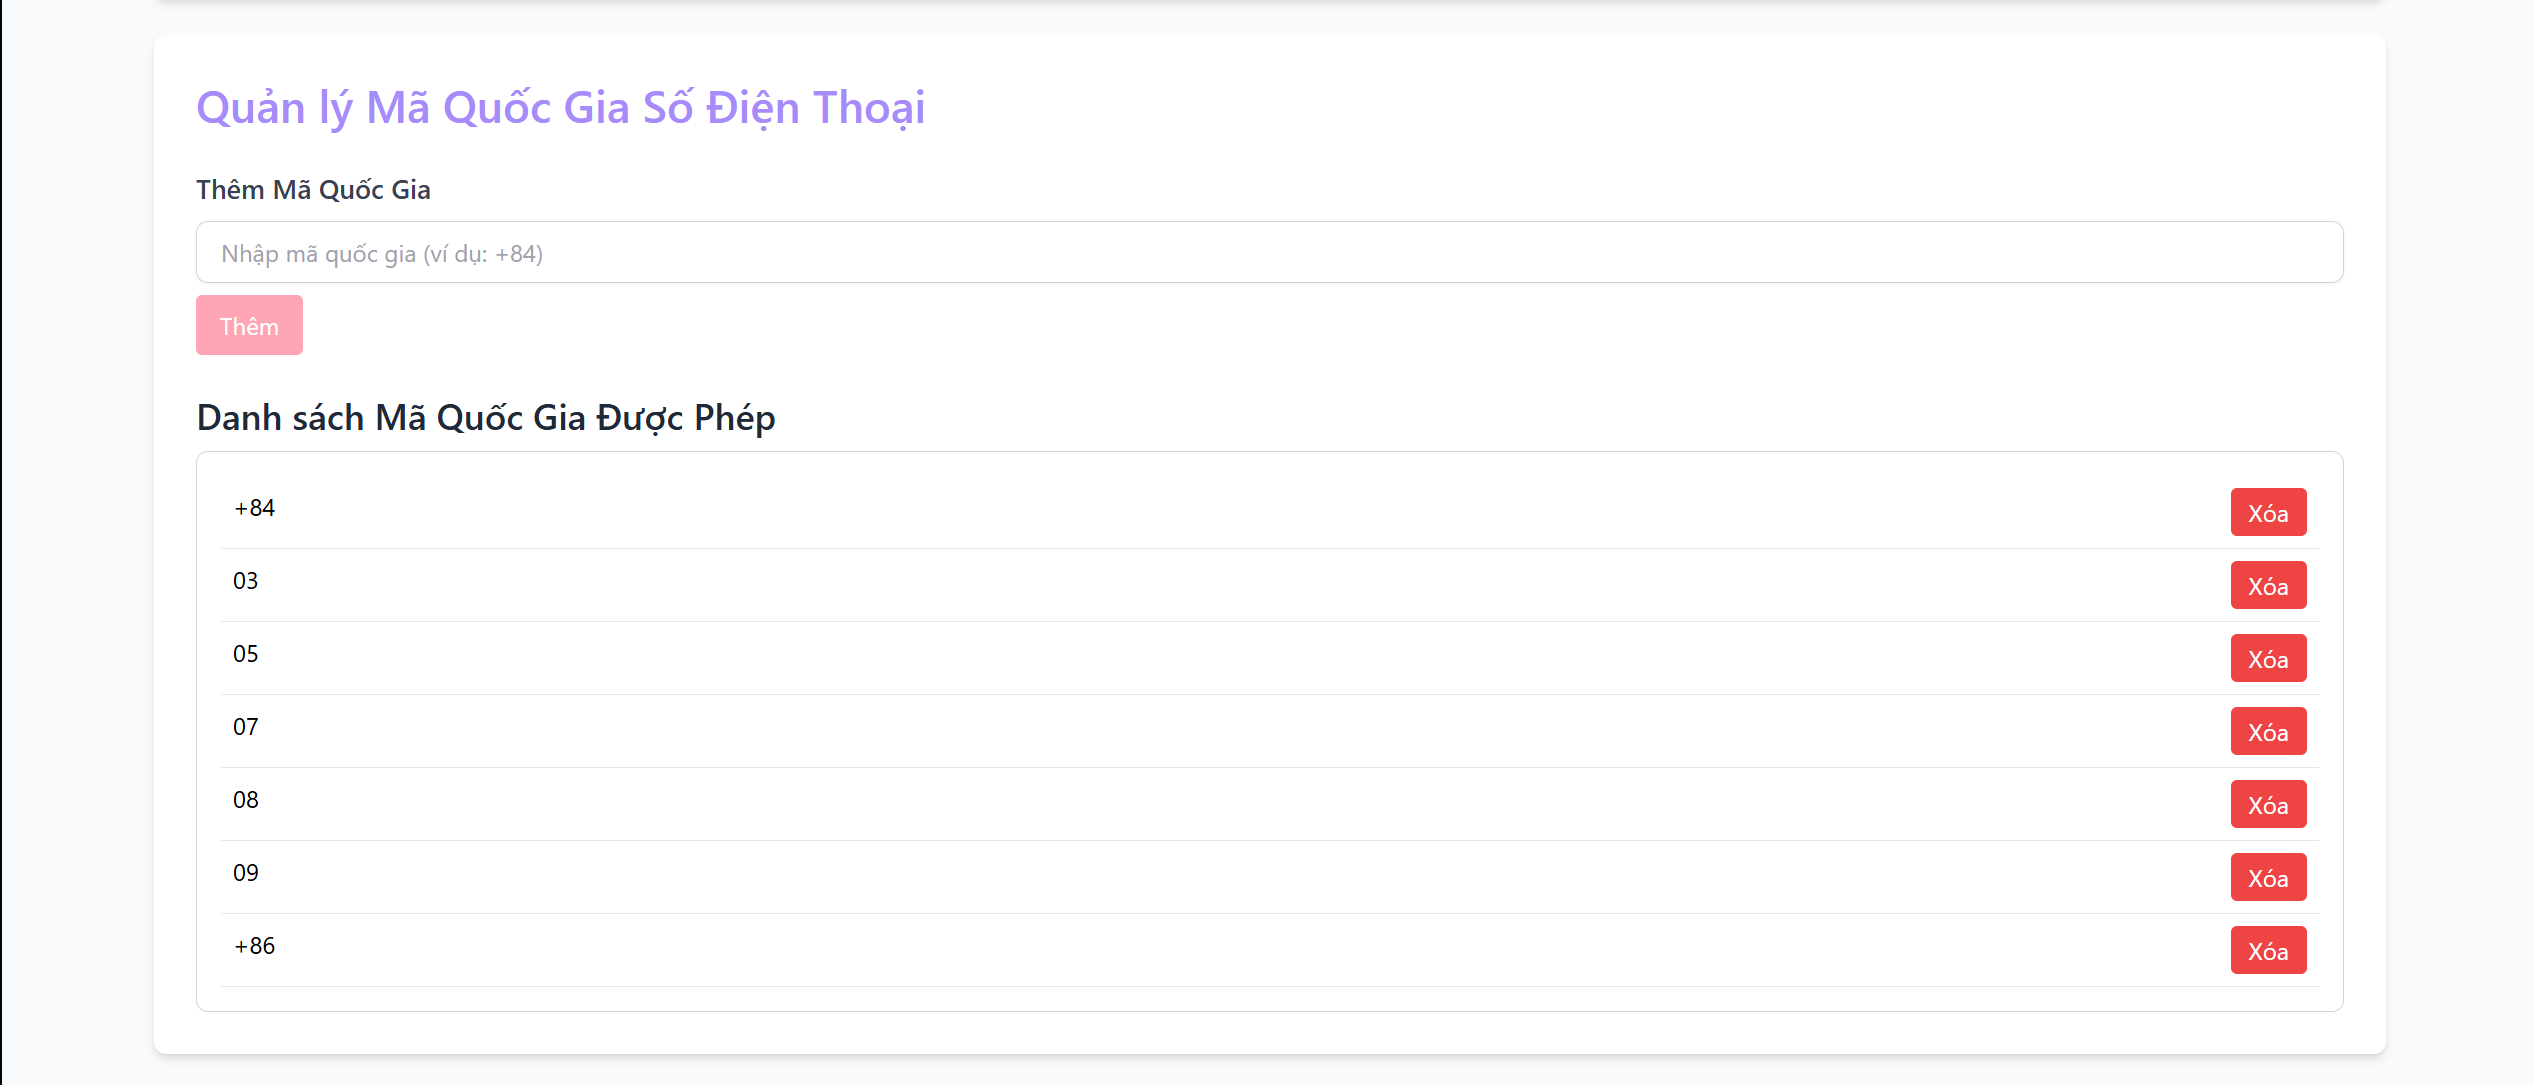 Quản lý Mã Quốc Gia Số Điện Thoại
Thêm Mã Quốc Gia
Nhập mã quốc gia (ví dụ: +84)
Thêm
Danh sách Mã Quốc Gia Được Phép
+84 Xóa
03 Xóa
05 Xóa
07 Xóa
08 Xóa
09 Xóa
+86 Xóa